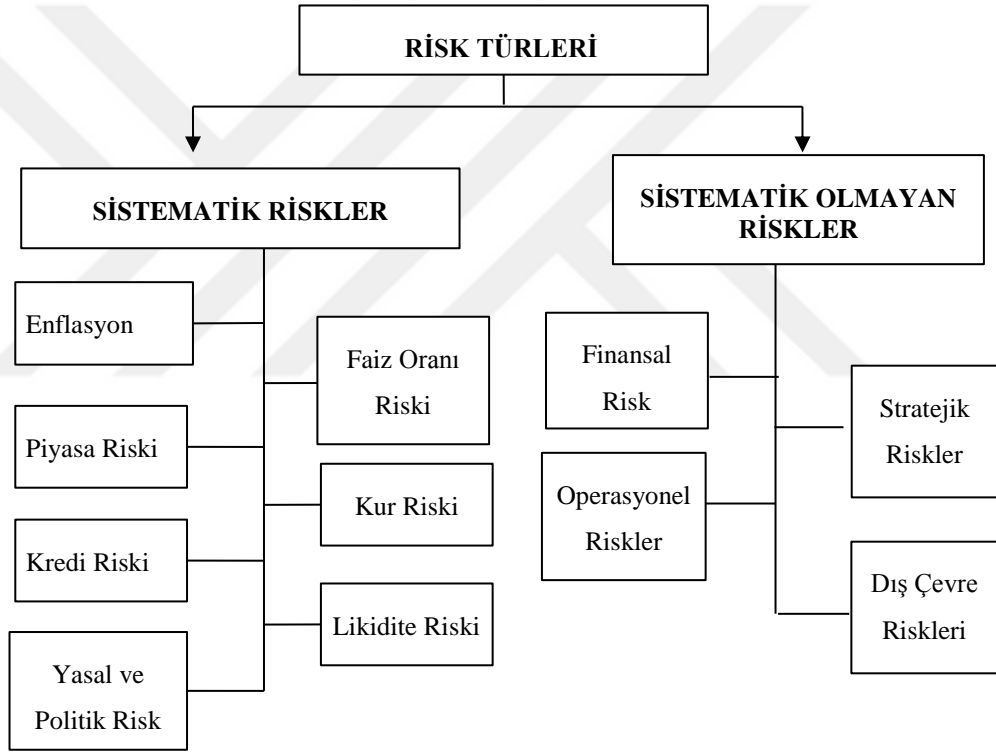 RİSK TÜRLERİ
SİSTEMATİK RİSKLER
Enflasyon
Faiz Oranı
Riski
Piyasa Riski
Kur Riski
Kredi Riski
Likidite Riski
Yasal ve
Politik Risk
SİSTEMATİK OLMAYAN
RİSKLER
Finansal
Risk
Stratejik
Riskler
Operasyonel
Riskler
Dış Çevre
Riskleri